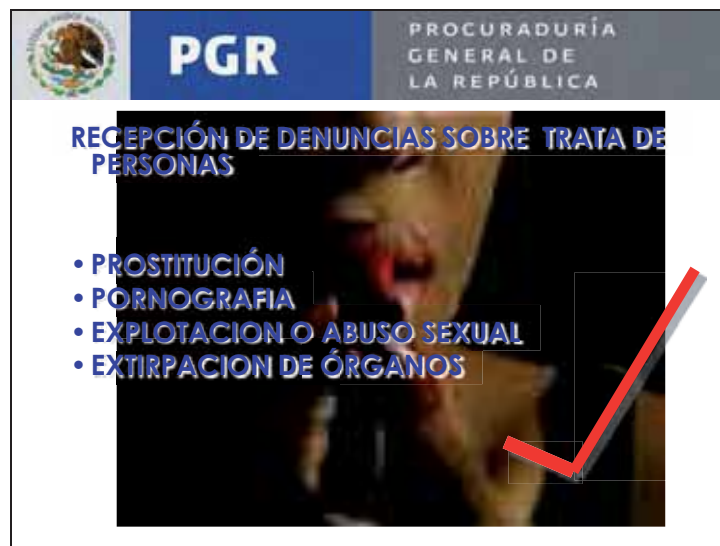 PGR
PROCURADURÍA
GENERAL DE
LA REPÚBLICA
RECEPCIÓN DE DENUNCIAS SOBRE TRATA DE
PERSONAS
• PROSTITUCIÓN
• PORNOGRAFIA
• EXPLOTACION O ABUSO SEXUAL
• EXTIRPACION DE ÓRGANOS